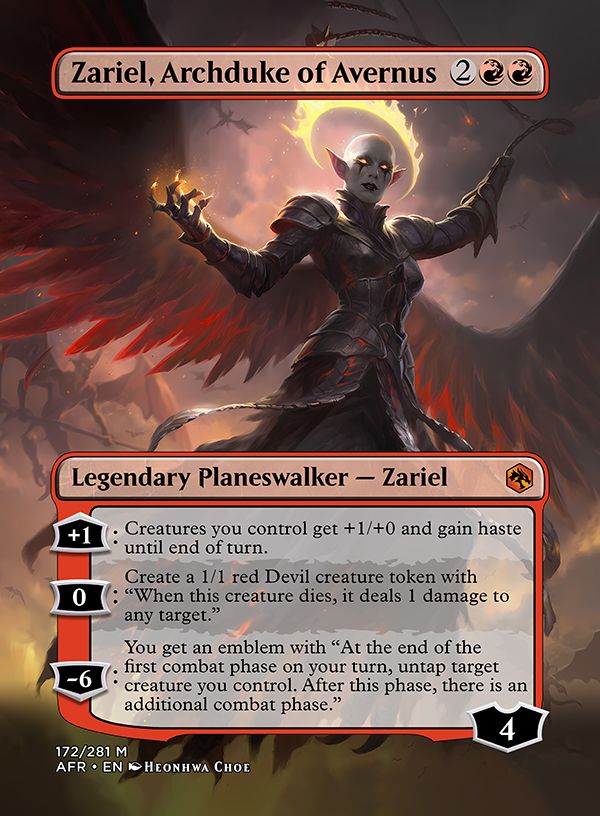 Zariel, Archduke of Avernus 2
Legendary Planeswalker — Zariel
+1: Creatures you control get +1/+0 and gain haste
until end of turn.
0: Create a 1/1 red Devil creature token with
“When this creature dies, it deals 1 damage to
any target.”
−6: You get an emblem with “At the end of the
first combat phase on your turn, untap target
creature you control. After this phase, there is an
additional combat phase.”
4
172/281 M
AFR • EN Heonhwa Choe